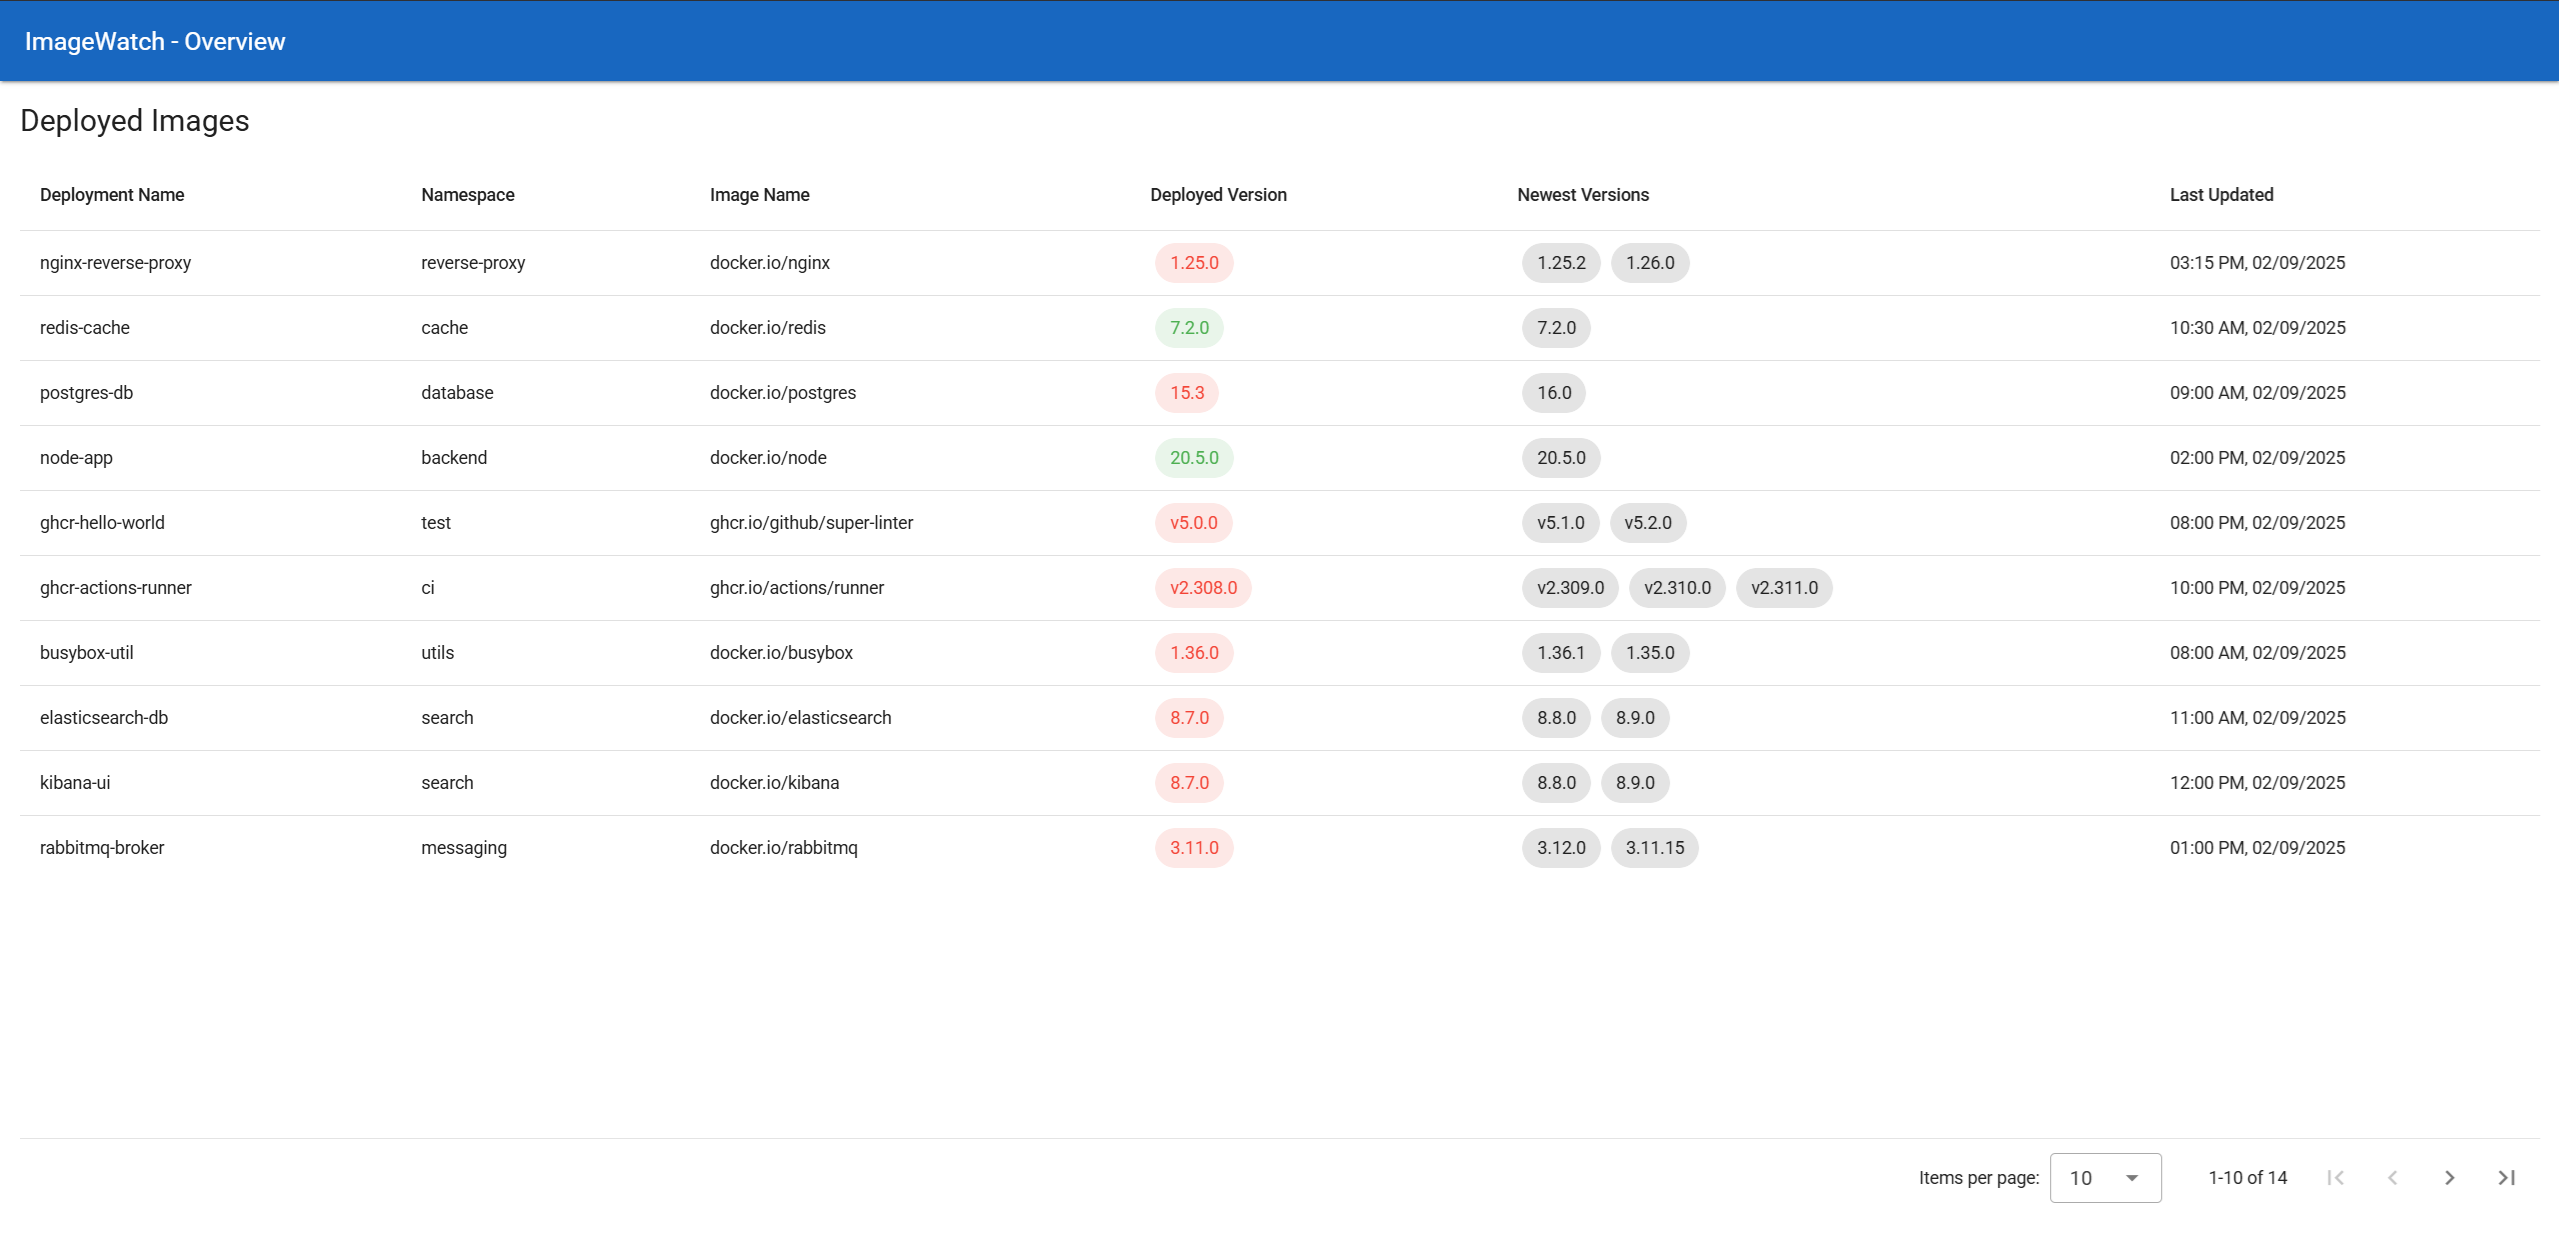 ImageWatch - Overview
Deployed Images
Deployment Name Namespace Image Name Deployed Version Newest Versions Last Updated
nginx-reverse-proxy reverse-proxy docker.io/nginx 1.25.0 1.25.2 1.26.0 03:15 PM, 02/09/2025
redis-cache cache docker.io/redis 7.2.0 7.2.0 10:30 AM, 02/09/2025
postgres-db database docker.io/postgres 15.3 16.0 09:00 AM, 02/09/2025
node-app backend docker.io/node 20.5.0 20.5.0 02:00 PM, 02/09/2025
ghcr-hello-world test ghcr.io/github/super-linter v5.0.0 v5.1.0 v5.2.0 08:00 PM, 02/09/2025
ghcr-actions-runner ci ghcr.io/actions/runner v2.308.0 v2.309.0 v2.310.0 v2.311.0 10:00 PM, 02/09/2025
busybox-util utils docker.io/busybox 1.36.0 1.36.1 1.35.0 08:00 AM, 02/09/2025
elasticsearch-db search docker.io/elasticsearch 8.7.0 8.8.0 8.9.0 11:00 AM, 02/09/2025
kibana-ui search docker.io/kibana 8.7.0 8.8.0 8.9.0 12:00 PM, 02/09/2025
rabbitmq-broker messaging docker.io/rabbitmq 3.11.0 3.12.0 3.11.15 01:00 PM, 02/09/2025
Items per page: 10 1-10 of 14